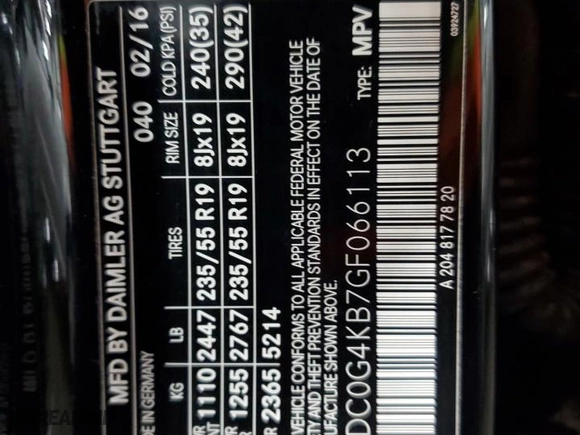 MFD BY DAIMLER AG STUTTGART
DE IN GERMANY 040 02/16
KG LB TIRES RIM SIZE COLD KPA (PSI)
1110 2447 235/55 R19 8Jx19 240(35)
1255 2767 235/55 R19 8Jx19 290(42)
2365 5214
VEHICLE CONFORMS TO ALL APPLICABLE FEDERAL MOTOR VEHICLE
ETY AND THEFT PREVENTION STANDARDS IN EFFECT ON THE DATE OF
UFACTURE SHOWN ABOVE.
DC0G4KB7GF066113 TYPE: MPV
A 204 817 78 20
03924727